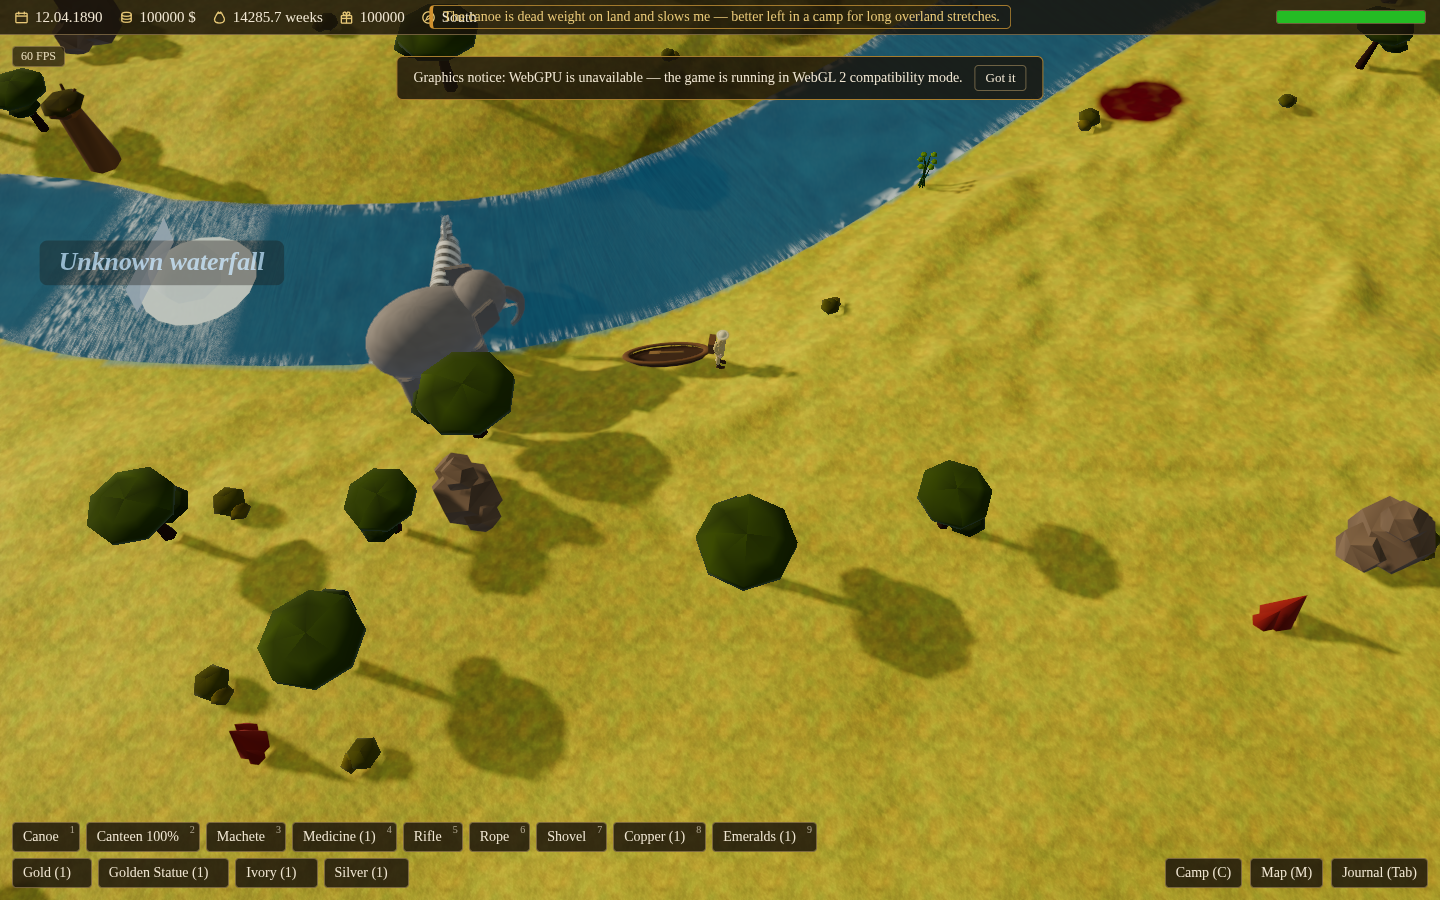 12.04.1890 100000 $ 14285.7 weeks 100000 South
The canoe is dead weight on land and slows me — better left in a camp for long overland stretches.
60 FPS
Graphics notice: WebGPU is unavailable — the game is running in WebGL 2 compatibility mode. Got it
Unknown waterfall
Canoe 1 Canteen 100% 2 Machete 3 Medicine (1) 4 Rifle 5 Rope 6 Shovel 7 Copper (1) 8 Emeralds (1) 9
Gold (1) Golden Statue (1) Ivory (1) Silver (1) Camp (C) Map (M) Journal (Tab)